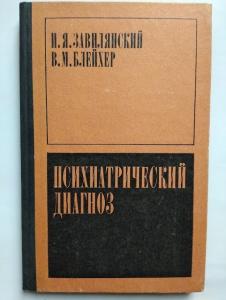 И.Я.ЗАВИЛЯНСКИЙ
В.М.БЛЕЙХЕР
ПСИХИАТРИЧЕСКИЙ
ДИАГНОЗ